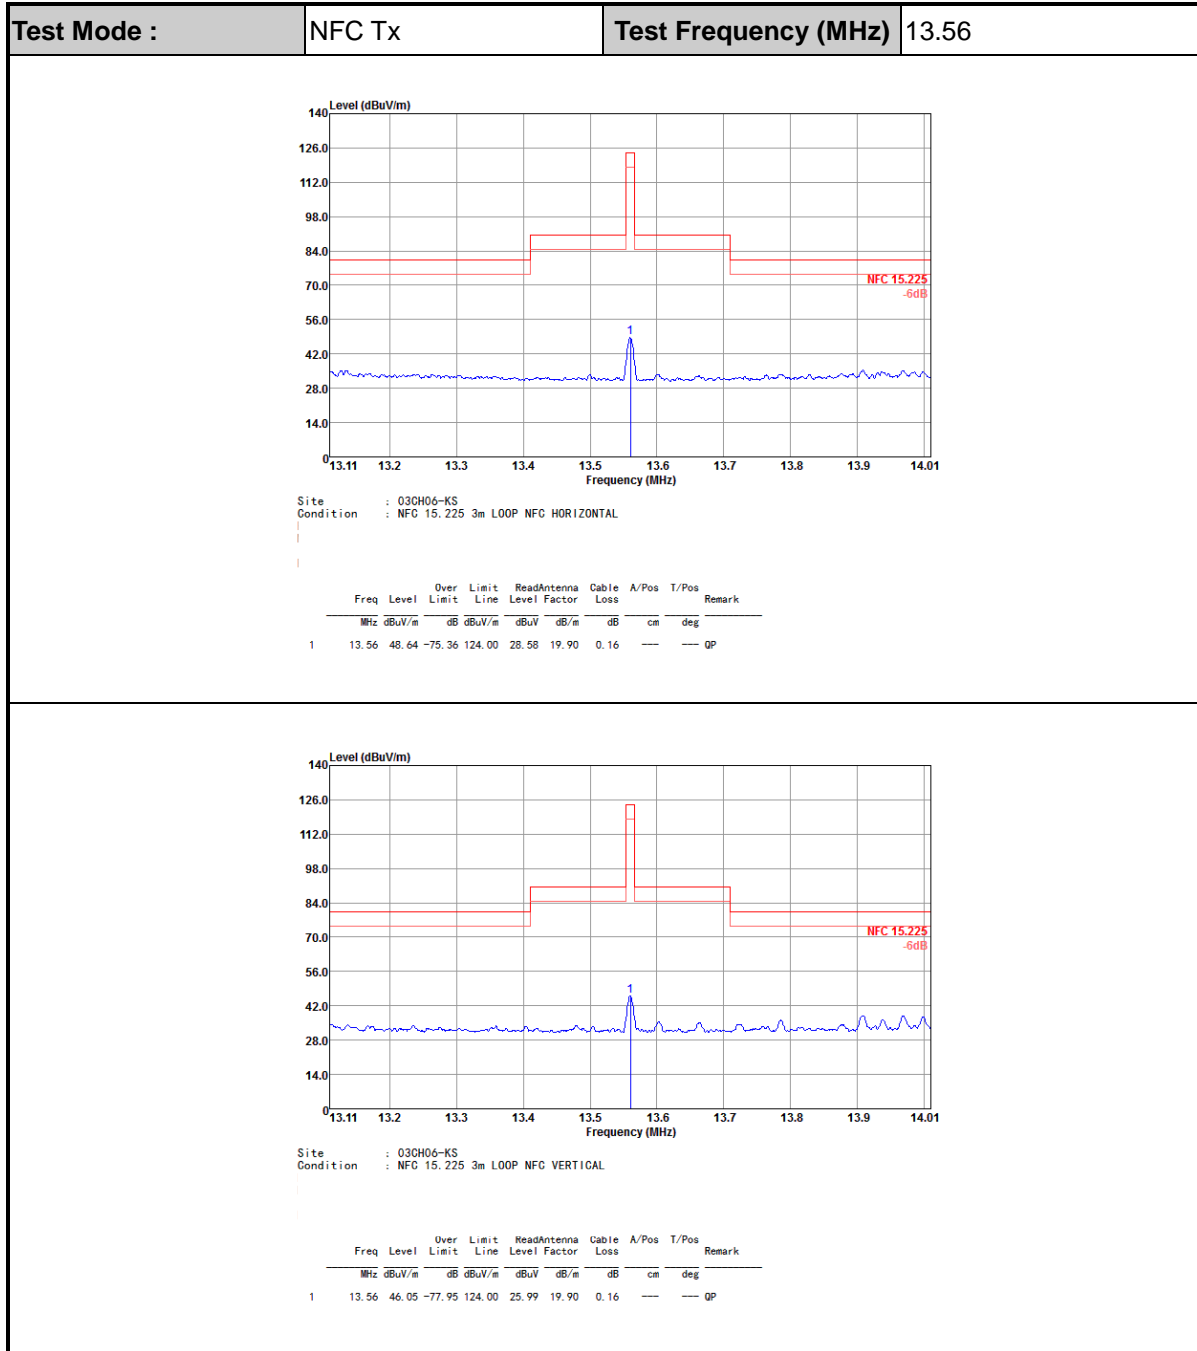 Test Mode : NFC Tx Test Frequency (MHz) 13.56
Level (dBuV/m)
140
126.0
112.0
98.0
84.0
70.0
56.0
42.0
28.0
14.0
0
NFC 15.225
-6dB
1
13.11 13.2 13.3 13.4 13.5 13.6 13.7 13.8 13.9 14.01
Frequency (MHz)
Site : 03CH06-KS
Condition : NFC 15.225 3m LOOP NFC HORIZONTAL
Over Limit ReadAntenna Cable A/Pos T/Pos
Freq Level Limit Line Level Factor Loss Remark
MHz dBuV/m dB dBuV/m dBuV dB/m dB cm deg
1 13.56 48.64 -75.36 124.00 28.58 19.90 0.16 --- --- QP
Level (dBuV/m)
140
126.0
112.0
98.0
84.0
70.0
56.0
42.0
28.0
14.0
0
NFC 15.225
-6dB
1
13.11 13.2 13.3 13.4 13.5 13.6 13.7 13.8 13.9 14.01
Frequency (MHz)
Site : 03CH06-KS
Condition : NFC 15.225 3m LOOP NFC VERTICAL
Over Limit ReadAntenna Cable A/Pos T/Pos
Freq Level Limit Line Level Factor Loss Remark
MHz dBuV/m dB dBuV/m dBuV dB/m dB cm deg
1 13.56 46.05 -77.95 124.00 25.99 19.90 0.16 --- --- QP